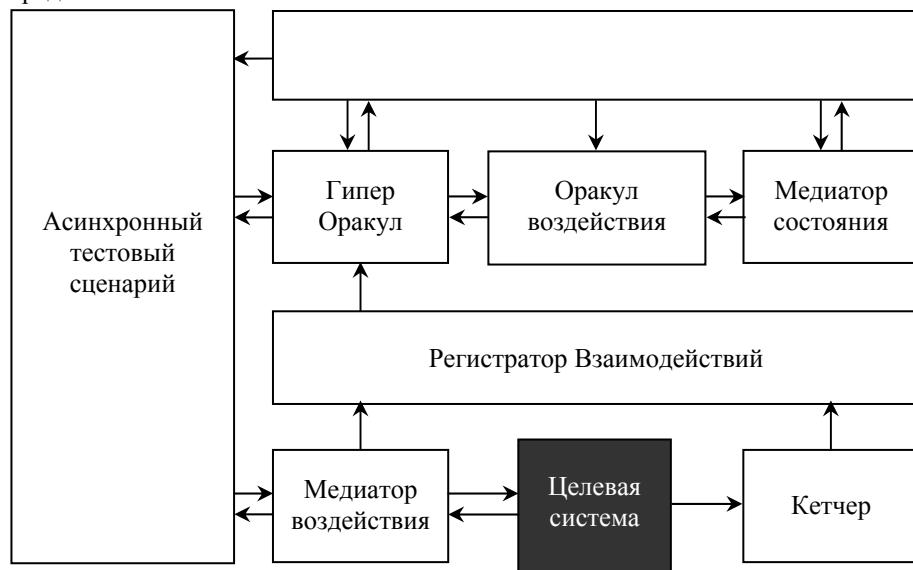 Асинхронный
тестовый
сценарий
Гипер
Оракул
Оракул
воздействия
Медиатор
состояния
Регистратор Взаимодействий
Медиатор
воздействия
Целевая
система
Кетчер